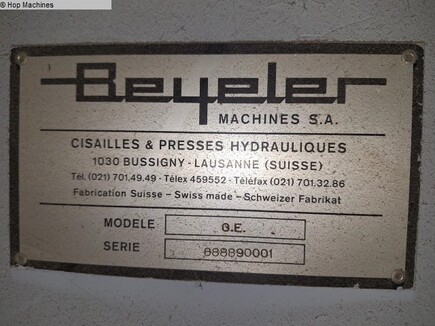 © Hop Machines
Beyeler
MACHINES S.A.
CISAILLES & PRESSES HYDRAULIQUES
1030 BUSSIGNY - LAUSANNE (SUISSE)
Tél. (021) 701.49.49 - Télex 459552 - Téléfax (021) 701.32.86
Fabrication Suisse - Swiss made - Schweizer Fabrikat
MODELE G.E.
SERIE 888890001